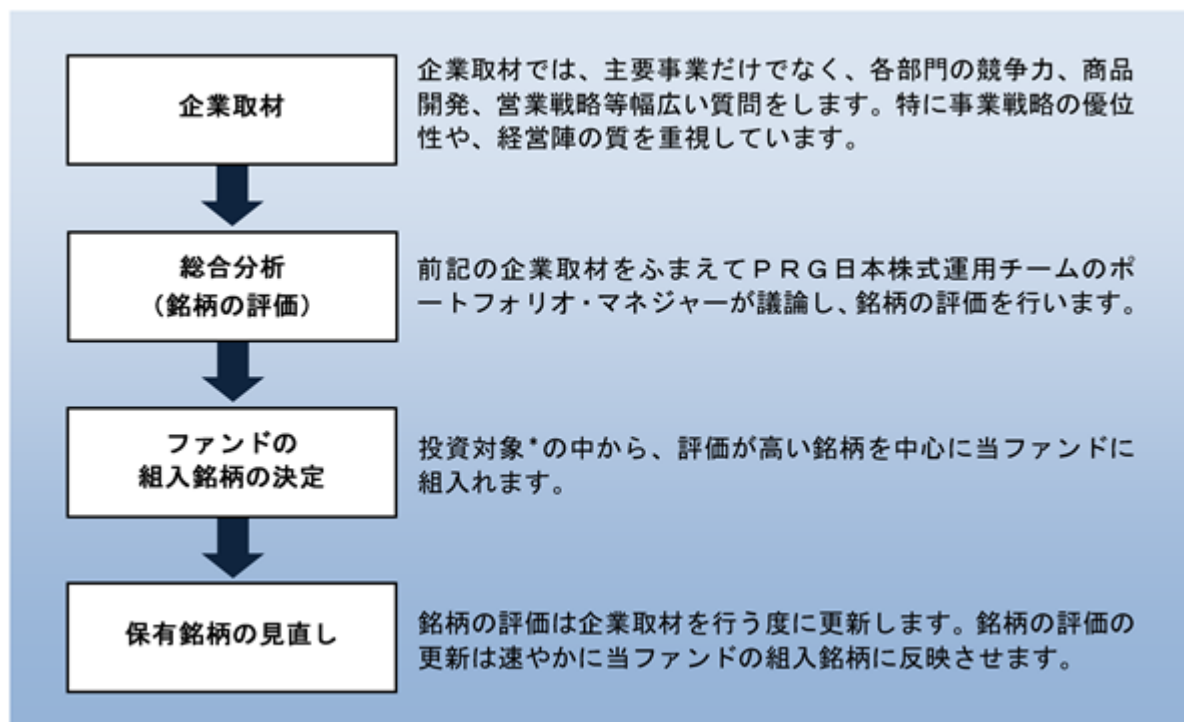 企業取材
企業取材では、主要事業だけでなく、各部門の競争力、商品
開発、営業戦略等幅広い質問をします。特に事業戦略の優位
性や、経営陣の質を重視しています。
総合分析
（銘柄の評価）
前記の企業取材をふまえてＰＲＧ日本株式運用チームのポ
ートフォリオ・マネジャーが議論し、銘柄の評価を行います。
ファンドの
組入銘柄の決定
投資対象*の中から、評価が高い銘柄を中心に当ファンドに
組入れます。
保有銘柄の見直し
銘柄の評価は企業取材を行う度に更新します。銘柄の評価の
更新は速やかに当ファンドの組入銘柄に反映させます。